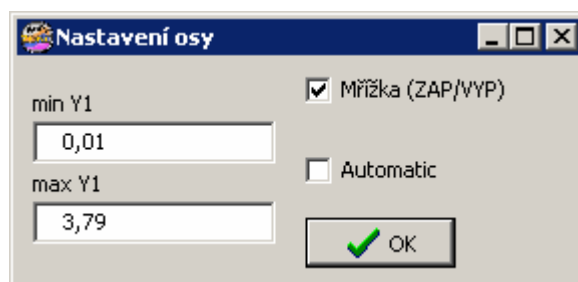 Nastavení osy
min Y1
0,01
max Y1
3,79
Mřížka (ZAP/VYP)
Automatic
OK